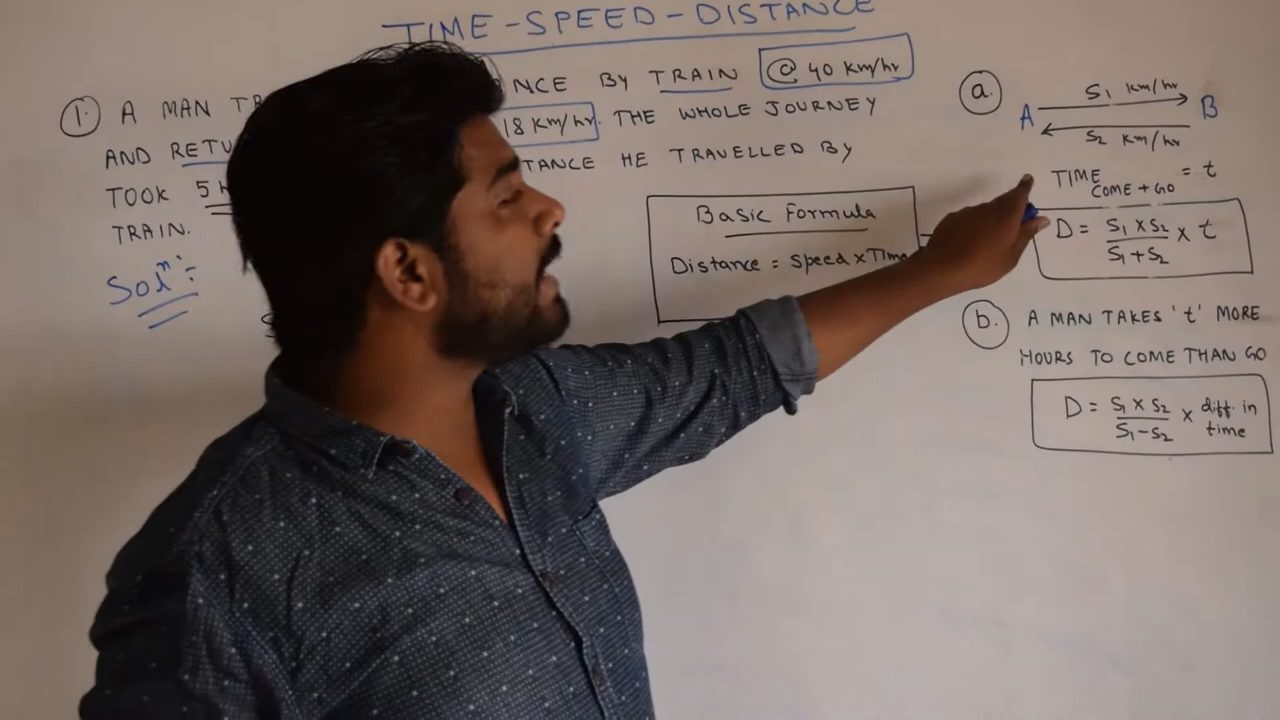 TIME-SPEED-DISTANCE
1. A MAN NCE BY TRAIN @ 40 Km/hr
AND 18 Km/hr. THE WHOLE JOURNEY
TOOK 5 HE TRAVELLED BY
TRAIN.
Solⁿ:
Basic Formula
Distance = Speed x Time
a.
S1 Km/hr
A B
S2 Km/hr
TIME COME + GO = t
D = S1 x S2 / S1 + S2 x t
b. A MAN TAKES 't' MORE
HOURS TO COME THAN GO
D = S1 x S2 / S1 - S2 x diff. in time